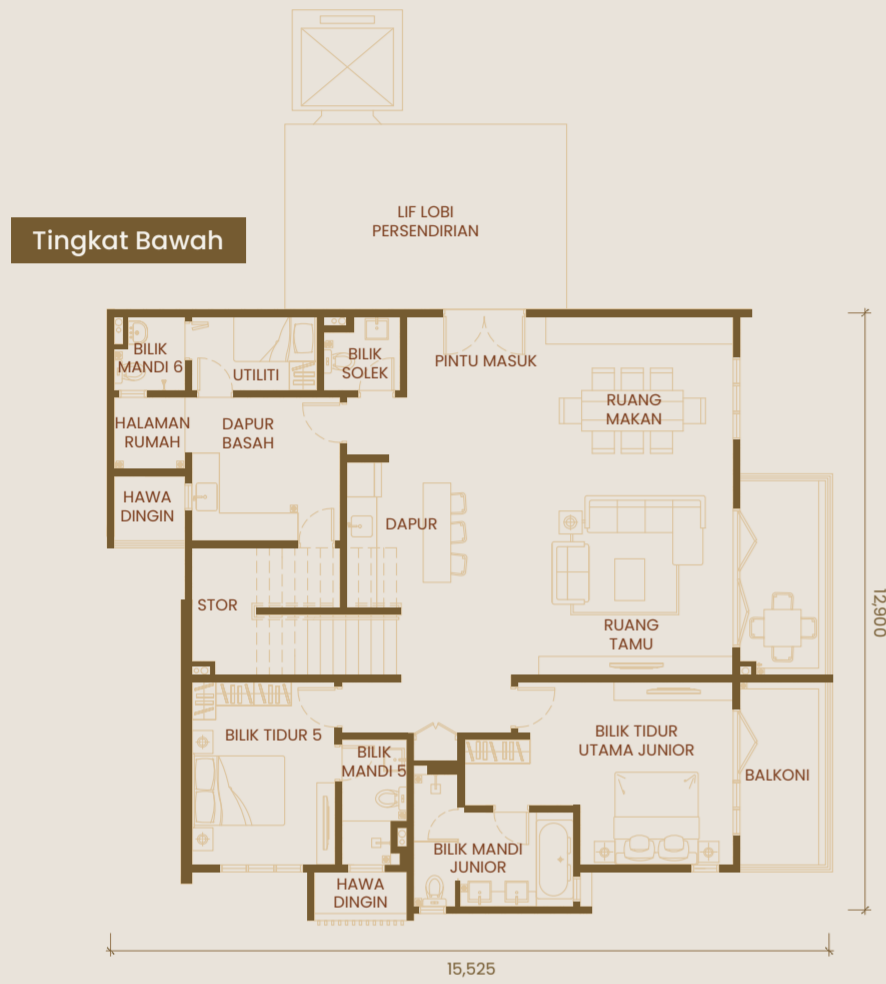 LIF LOBI
PERSENDIRIAN
Tingkat Bawah
BILIK
MANDI 6
UTILITI
BILIK
SOLEK
PINTU MASUK
RUANG
MAKAN
HALAMAN
RUMAH
DAPUR
BASAH
HAWA
DINGIN
DAPUR
STOR
RUANG
TAMU
12,900
BILIK TIDUR 5
BILIK
MANDI 5
BILIK TIDUR
UTAMA JUNIOR
BALKONI
BILIK MANDI
JUNIOR
HAWA
DINGIN
15,525